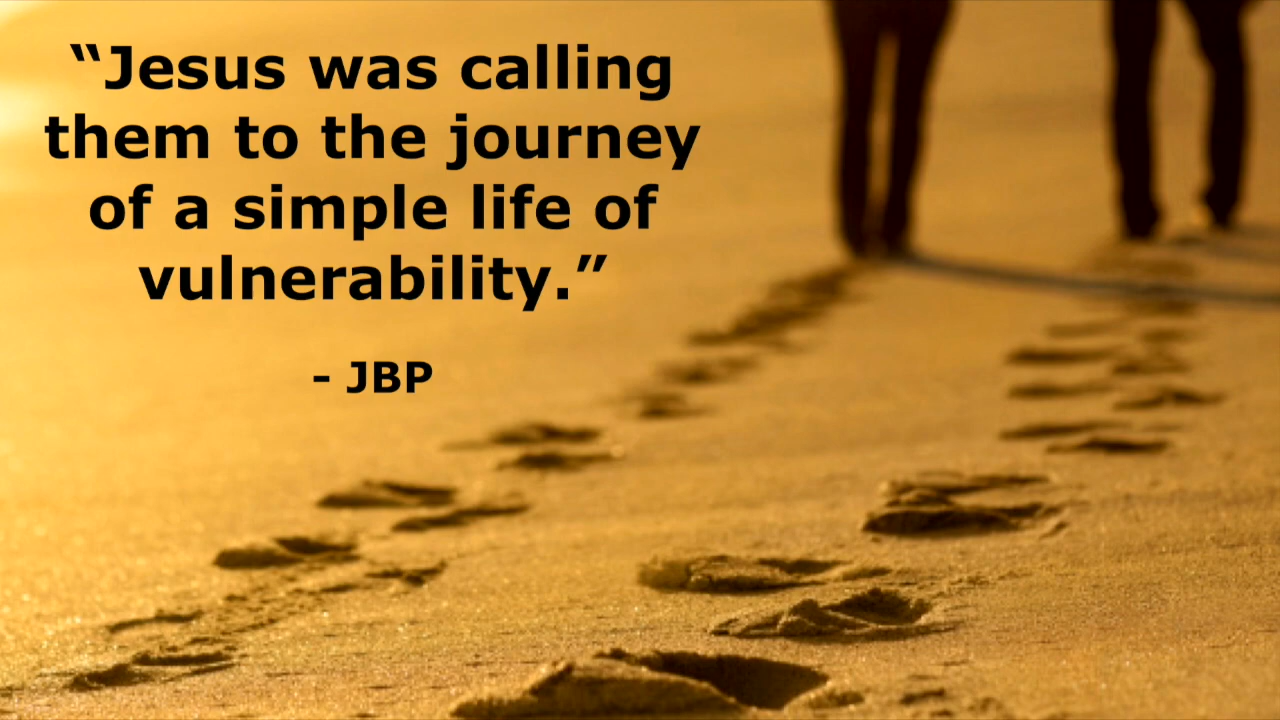 “Jesus was calling
them to the journey
of a simple life of
vulnerability.”
- JBP